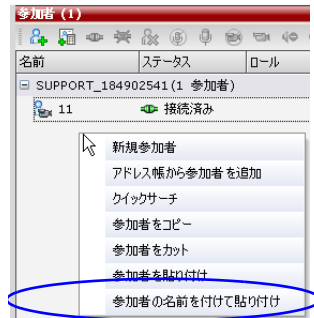 参加者 (1)
名前 ステータス ロール
SUPPORT_184902541 (1 参加者)
11 接続済み
新規参加者
アドレス帳から参加者 を追加
クイックサーチ
参加者をコピー
参加者をカット
参加者を貼り付け
参加者の名前を付けて貼り付け